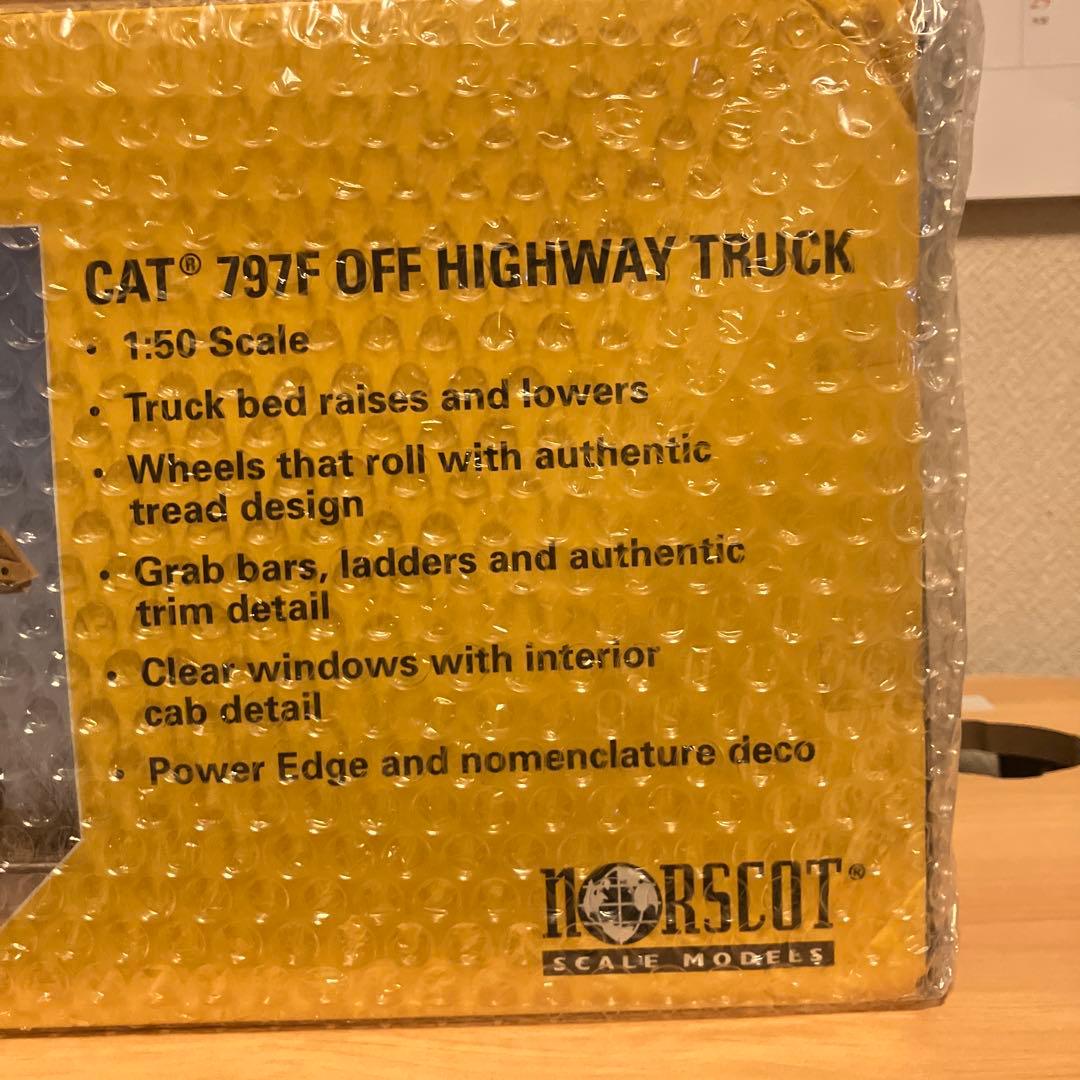 CAT® 797F OFF HIGHWAY TRUCK
• 1:50 Scale
• Truck bed raises and lowers
• Wheels that roll with authentic
tread design
• Grab bars, ladders and authentic
trim detail
• Clear windows with interior
cab detail
• Power Edge and nomenclature deco
NORSCOT®
SCALE MODELS